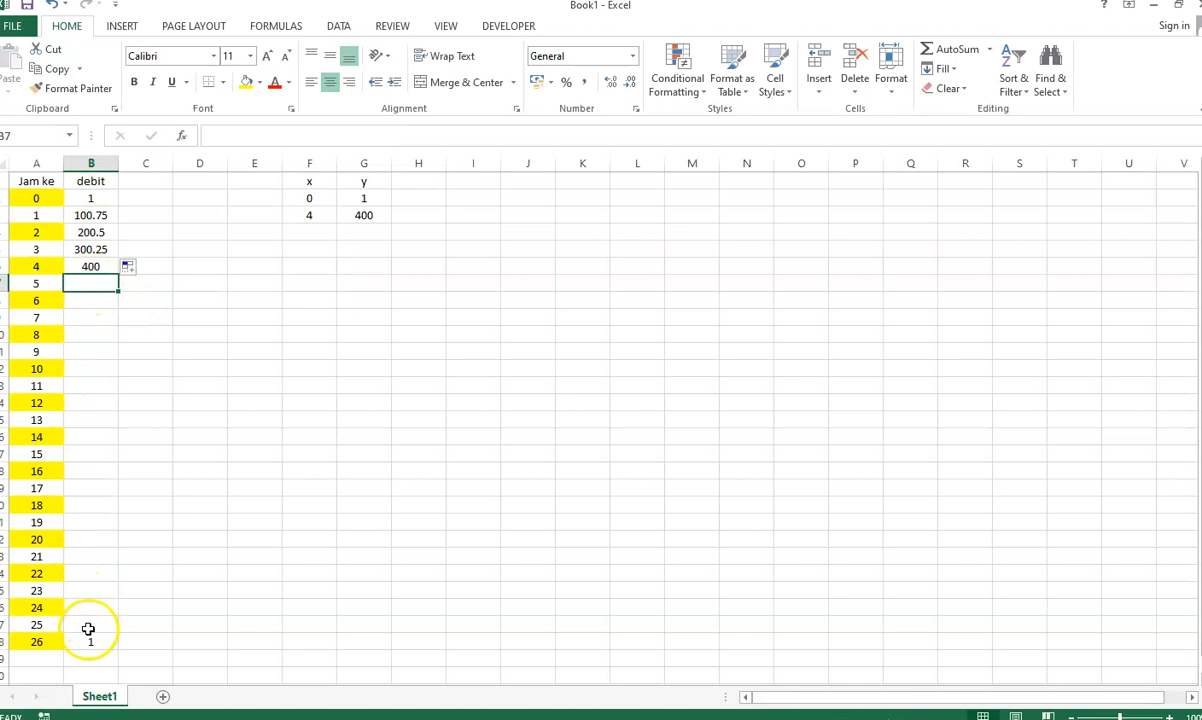 Book1 - Excel
FILE HOME INSERT PAGE LAYOUT FORMULAS DATA REVIEW VIEW DEVELOPER Sign in
Paste Cut Copy Format Painter
Calibri 11
B I U A
Wrap Text
Merge & Center
General
%
Conditional Formatting
Format as Table
Cell Styles
Insert Delete Format
AutoSum
Fill
Clear
Sort & Filter
Find & Select
Clipboard Font Alignment Number Styles Cells Editing
B7 fx
A B C D E F G H I J K L M N O P Q R S T U V
Jam ke debit x y
0 1 0 1
1 100.75 4 400
2 200.5
3 300.25
4 400
5
6
7
8
9
10
11
12
13
14
15
16
17
18
19
20
21
22
23
24
25
26 1
Sheet1